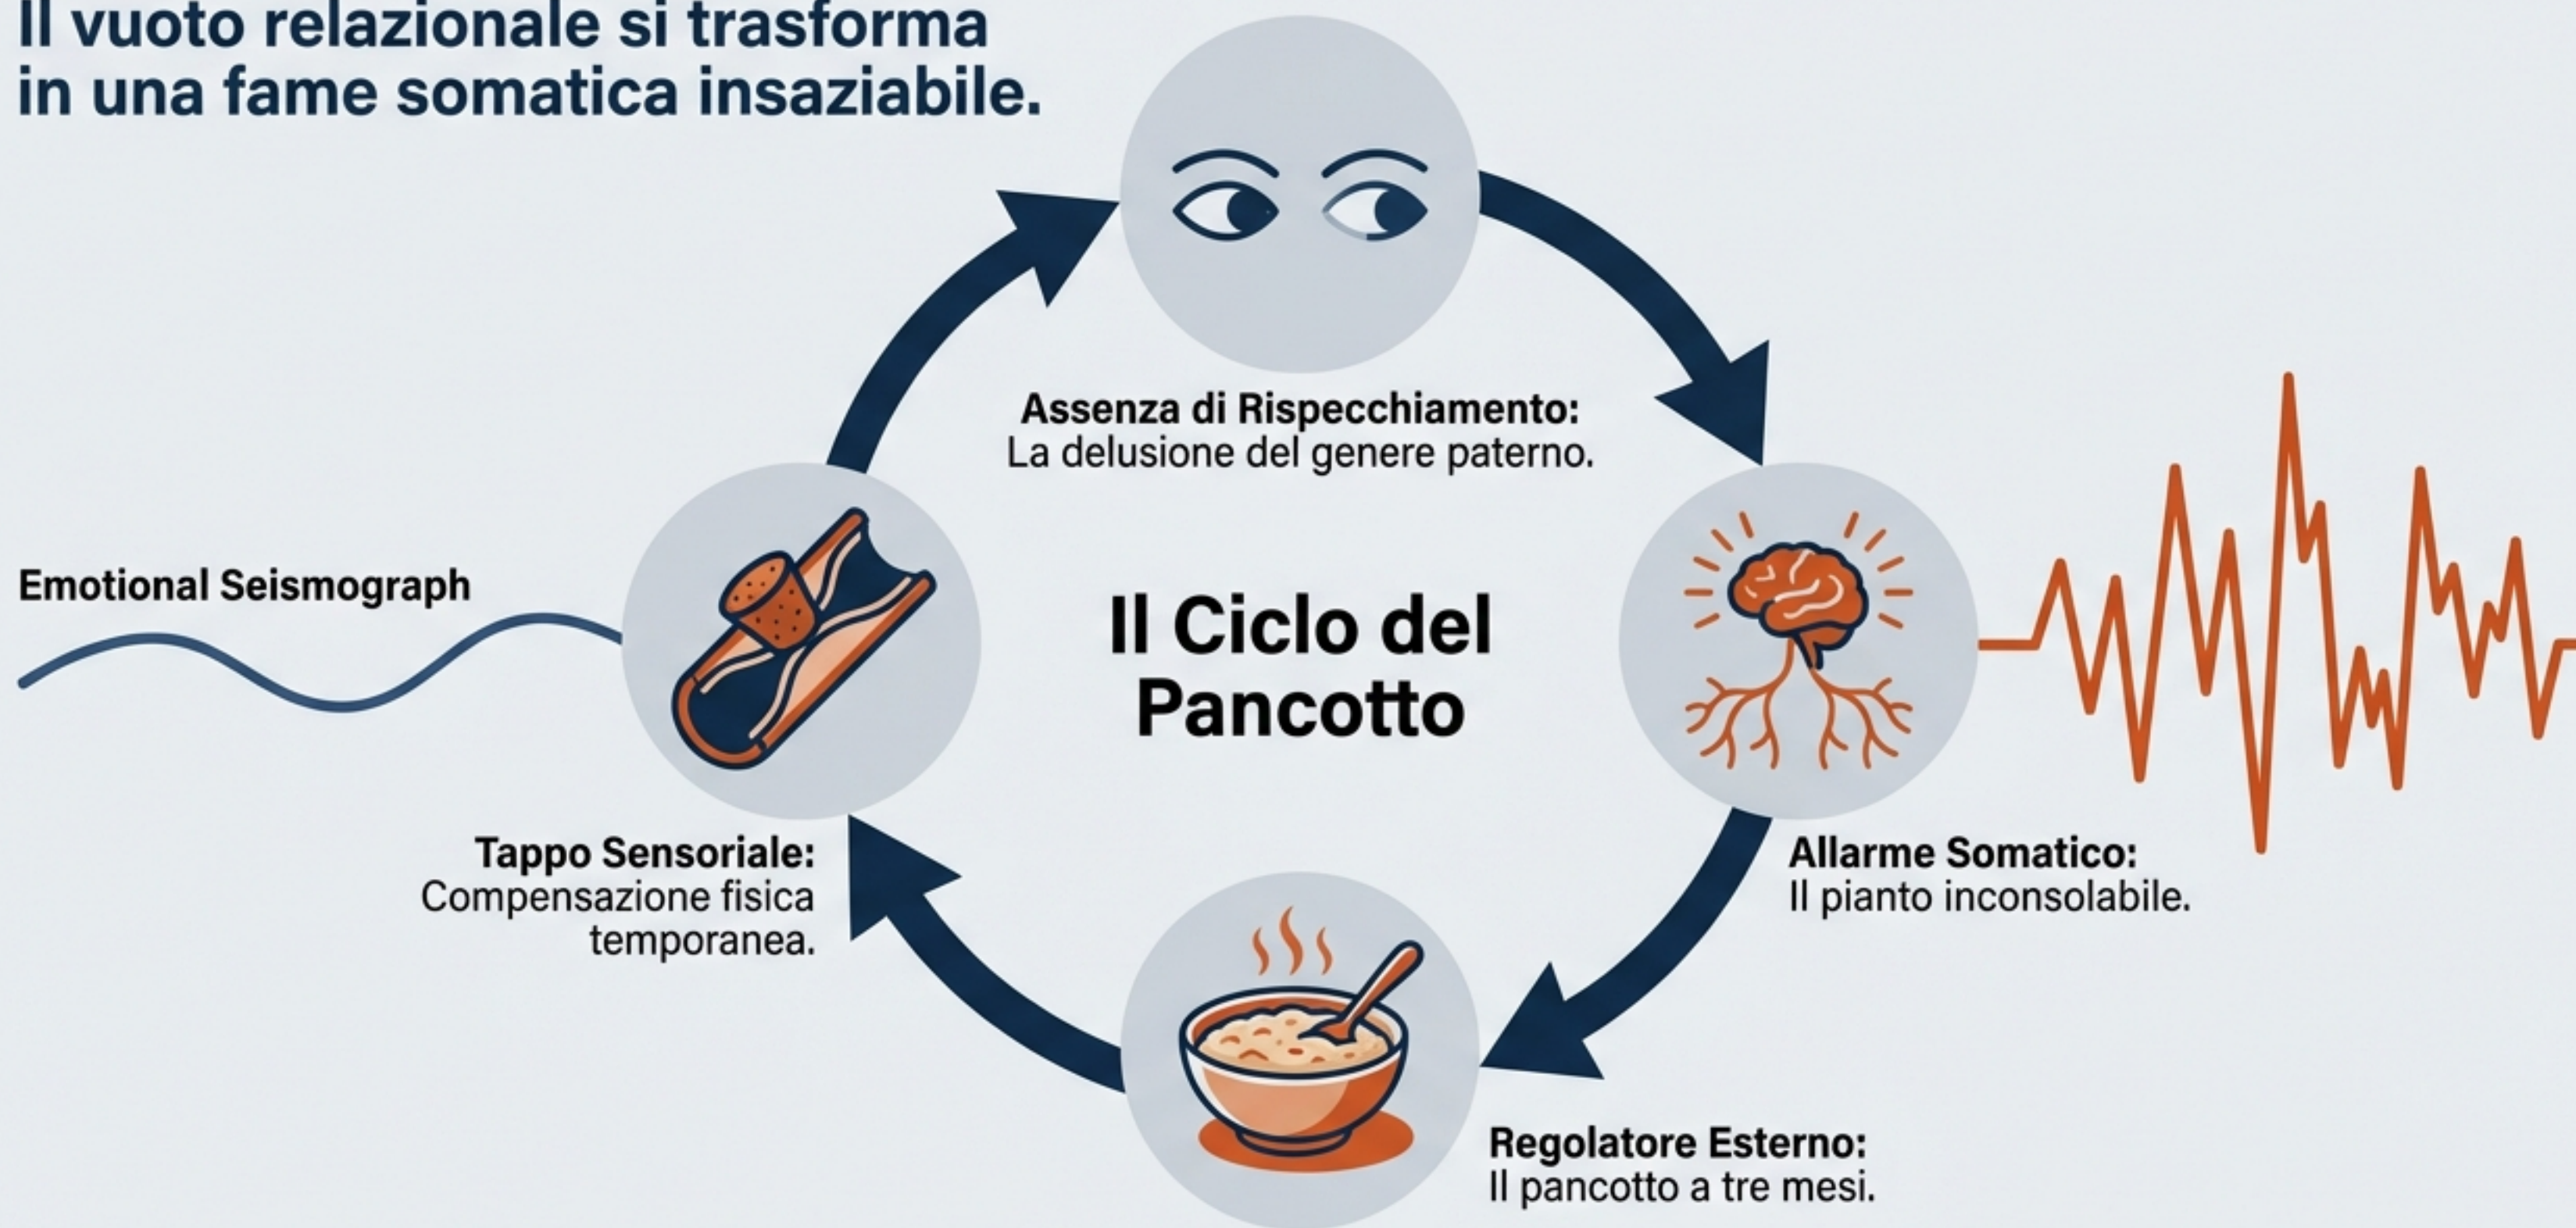 Il vuoto relazionale si trasforma
in una fame somatica insaziabile.
Assenza di Rispecchiamento:
La delusione del genere paterno.
Emotional Seismograph
Il Ciclo del
Pancotto
Tappo Sensoriale:
Compensazione fisica
temporanea.
Allarme Somatico:
Il pianto inconsolabile.
Regolatore Esterno:
Il pancotto a tre mesi.